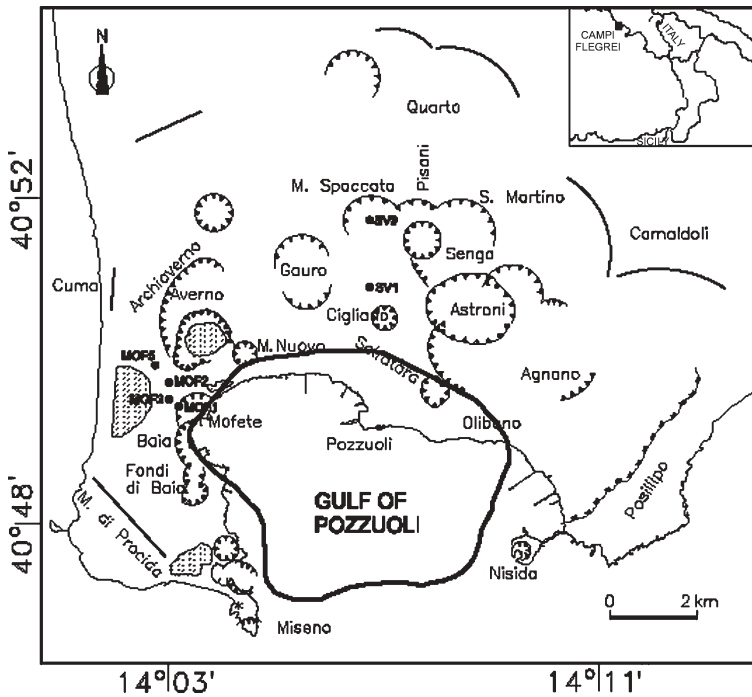 N
CAMPI
FLEGREI
ITALY
SICILY
Quarto
40° 52'
M. Spaccata
Pisani
S. Martino
SV2
Camaldoli
Archiaverno
Gauro
Senga
Cuma
Averno
SV1
Cigliano
Astroni
M. Nuovo
Solfatara
MOF5
MOF2
Agnano
MOF1
Mofete
Baia
Pozzuoli
Olibano
Fondi
di Baia
Posillipo
GULF OF
POZZUOLI
40° 48'
M. di Procida
Nisida
0 2 km
Miseno
14° 03' 14° 11'